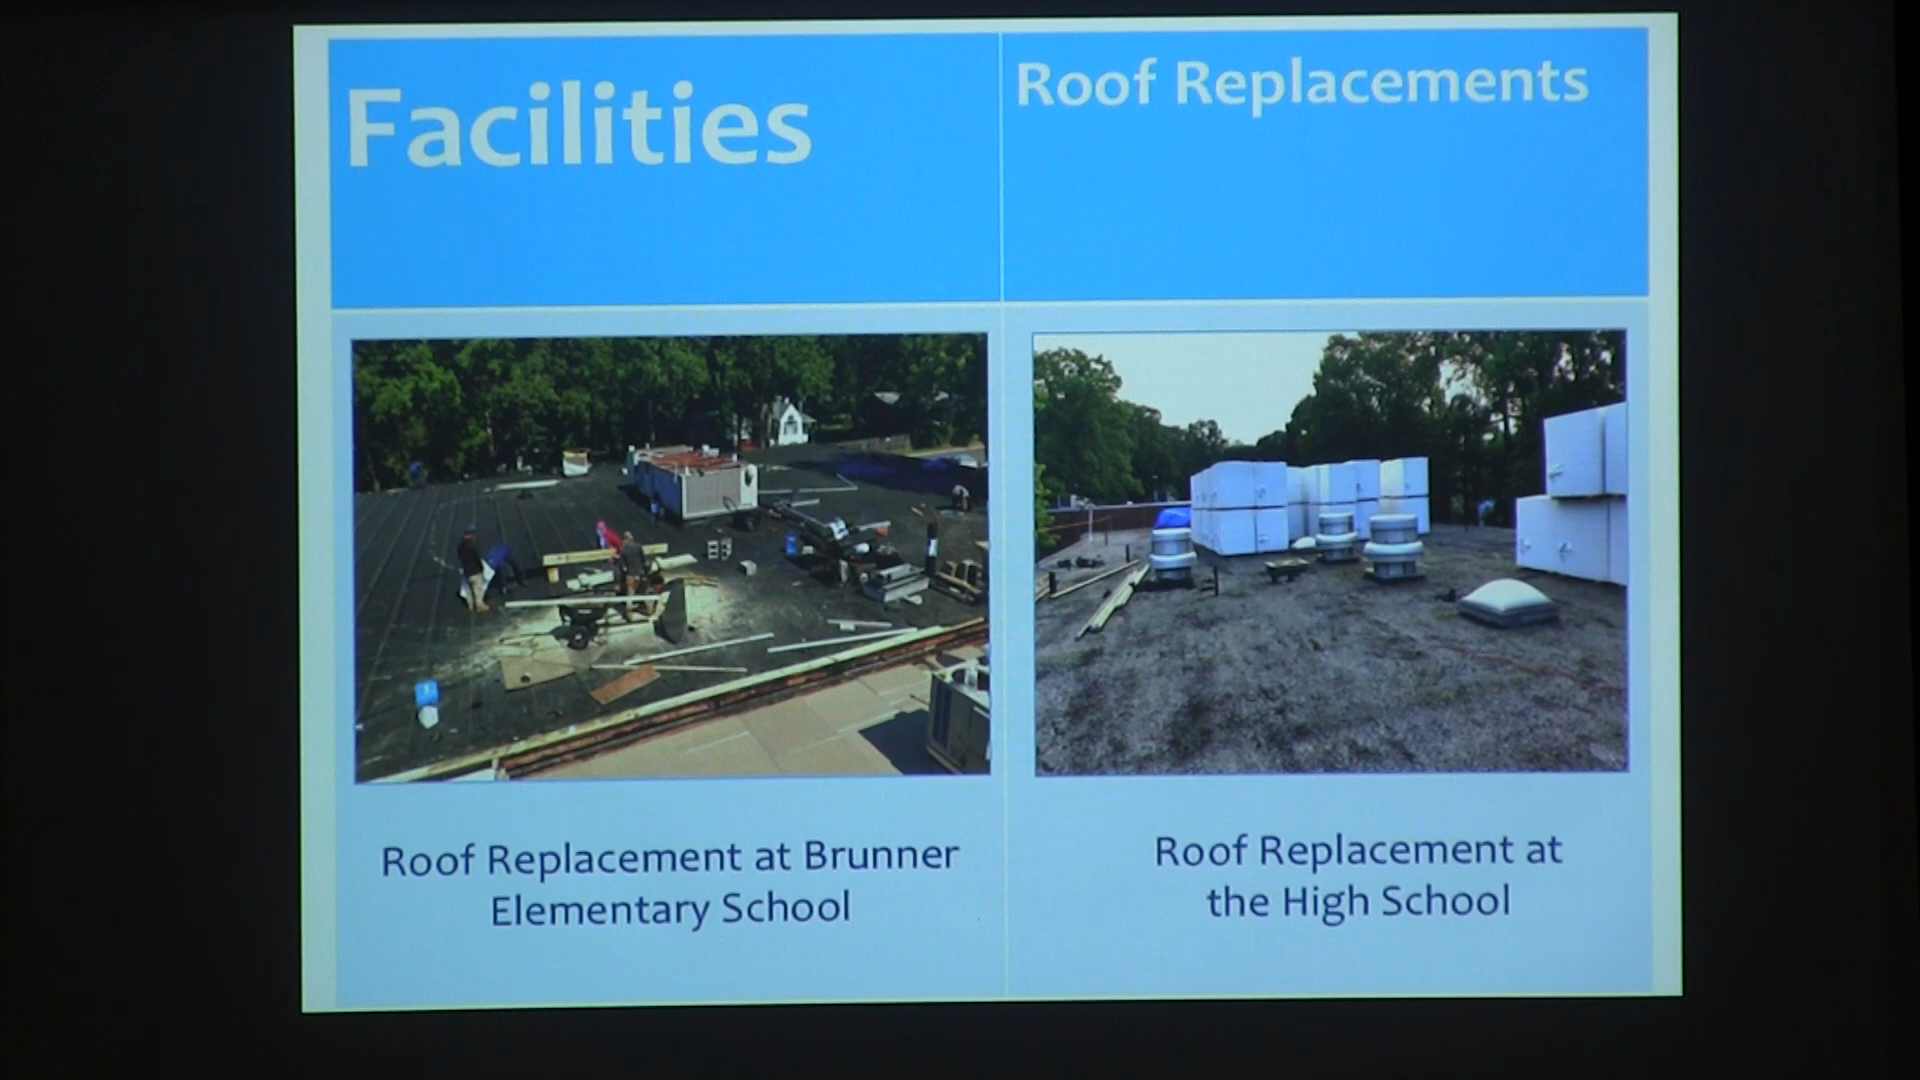 Facilities
Roof Replacements
Roof Replacement at Brunner
Elementary School
Roof Replacement at
the High School